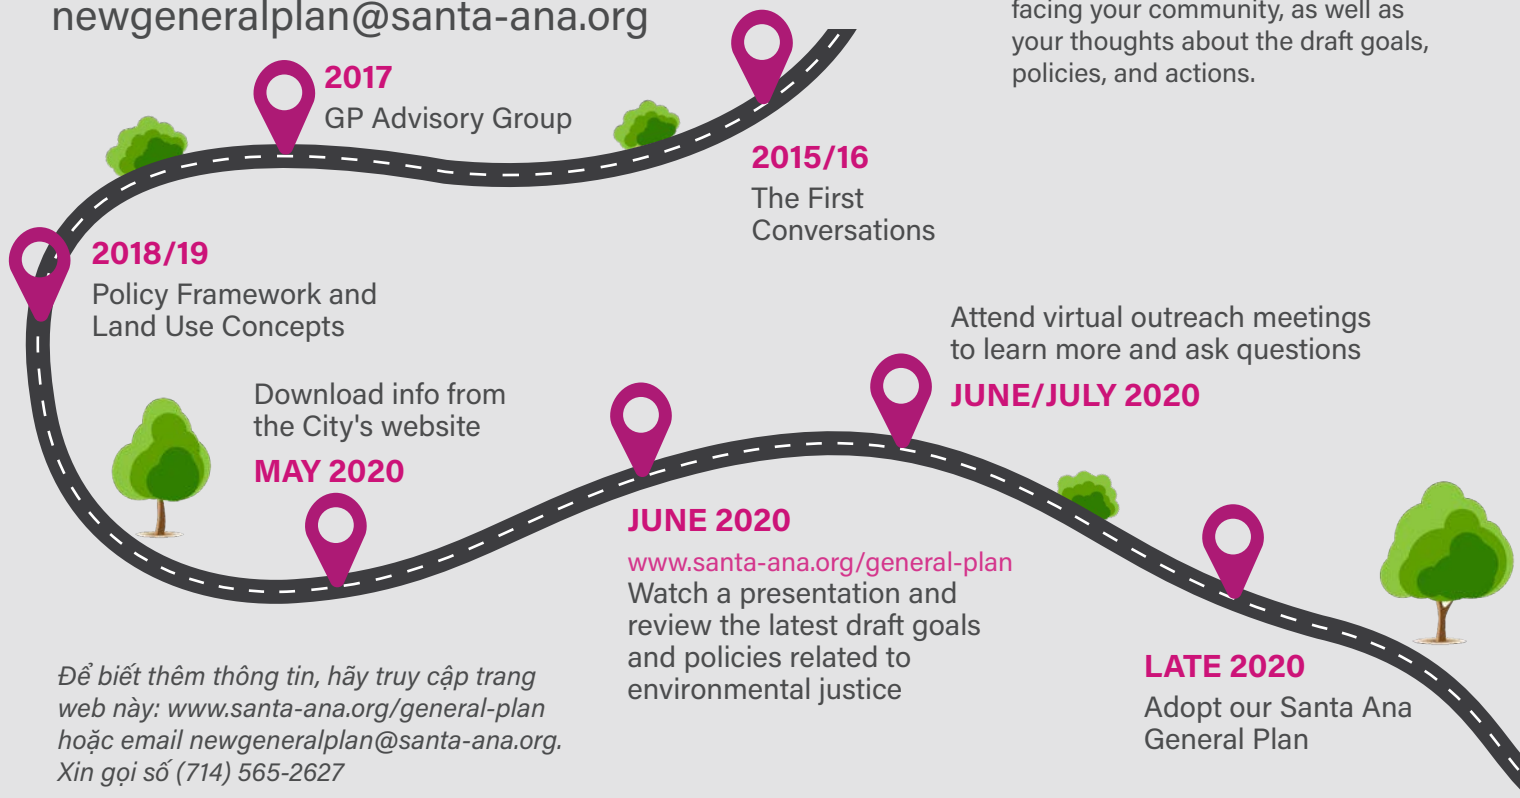 newgeneralplan@santa-ana.org
facing your community, as well as
your thoughts about the draft goals,
policies, and actions.
2017
GP Advisory Group
2015/16
The First
Conversations
2018/19
Policy Framework and
Land Use Concepts
Download info from
the City's website
MAY 2020
JUNE 2020
www.santa-ana.org/general-plan
Watch a presentation and
review the latest draft goals
and policies related to
environmental justice
Attend virtual outreach meetings
to learn more and ask questions
JUNE/JULY 2020
LATE 2020
Adopt our Santa Ana
General Plan
Để biết thêm thông tin, hãy truy cập trang
web này: www.santa-ana.org/general-plan
hoặc email newgeneralplan@santa-ana.org.
Xin gọi số (714) 565-2627